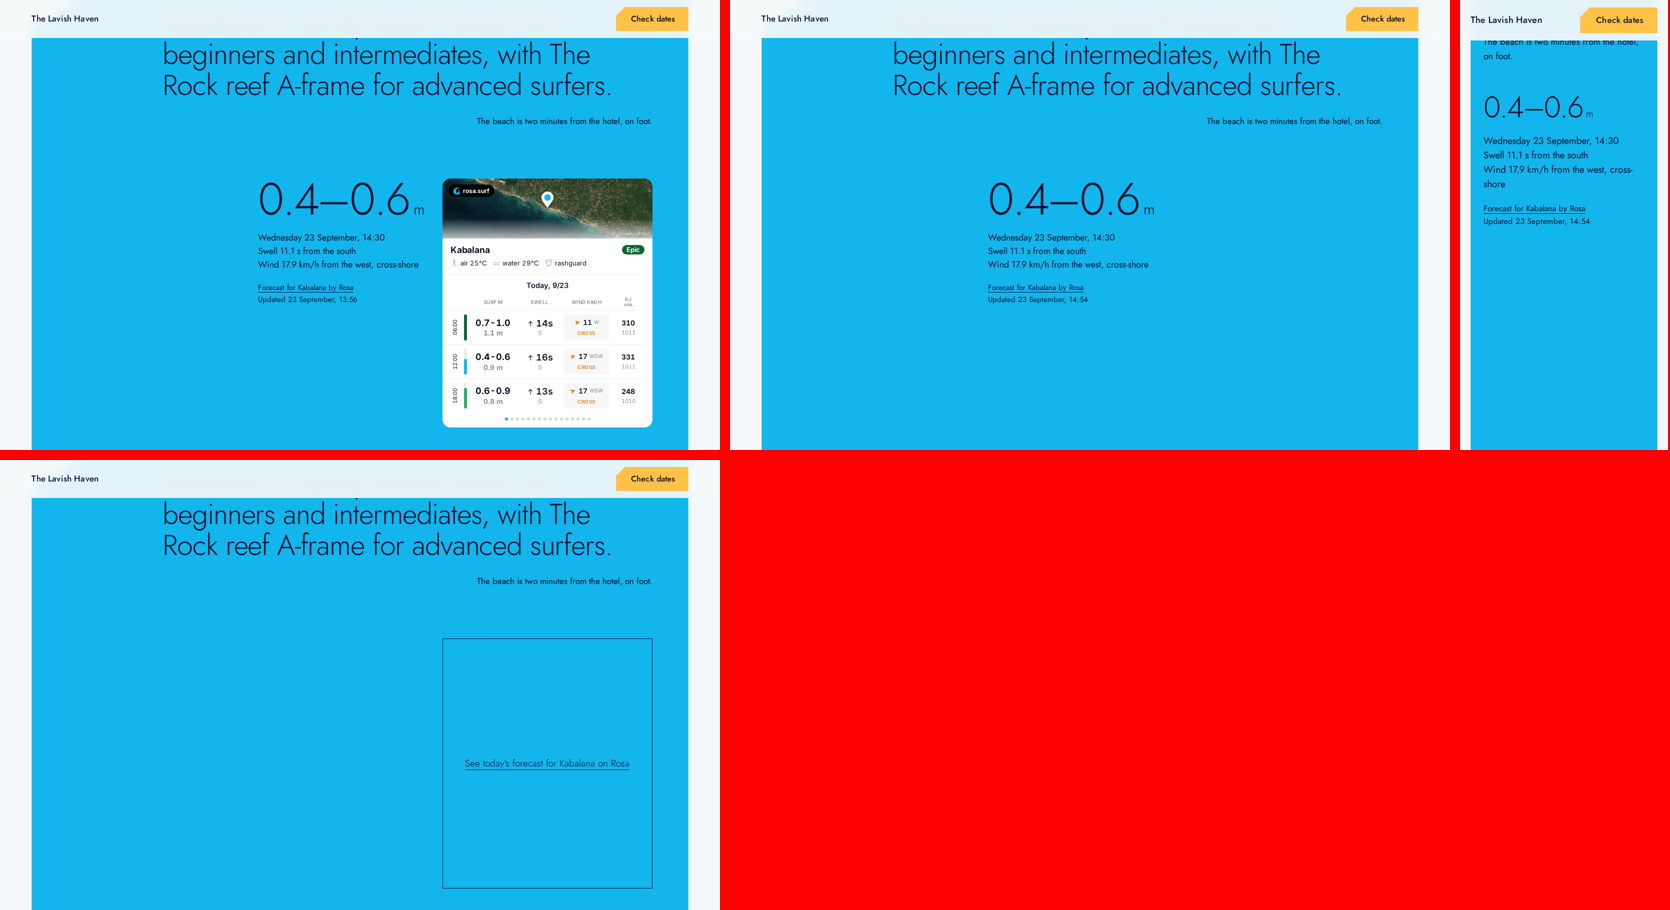 The Lavish Haven
Check dates
beginners and intermediates, with The
Rock reef A-frame for advanced surfers.
The beach is two minutes from the hotel, on foot.
0.4—0.6 m
Wednesday 23 September, 14:30
Swell 11.1 s from the south
Wind 17.9 km/h from the west, cross-shore
Forecast for Kabalana by Rosa
Updated 23 September, 13:56
rosa.surf
Kabalana
Epic
air 25°C water 29°C rashguard
Today, 9/23
SURF M SWELL WIND KM/H KJ
HPA
06:00 0.7-1.0 ↑ 14s 11 W 310
1.1 m S CROSS 1011
12:00 0.4-0.6 ↑ 16s 17 WSW 331
0.9 m S CROSS 1011
18:00 0.6-0.9 ↑ 13s 17 WSW 248
0.8 m S CROSS 1010
The Lavish Haven
Check dates
beginners and intermediates, with The
Rock reef A-frame for advanced surfers.
The beach is two minutes from the hotel, on foot.
0.4—0.6 m
Wednesday 23 September, 14:30
Swell 11.1 s from the south
Wind 17.9 km/h from the west, cross-shore
Forecast for Kabalana by Rosa
Updated 23 September, 14:54
The Lavish Haven
Check dates
The beach is two minutes from the hotel,
on foot.
0.4—0.6 m
Wednesday 23 September, 14:30
Swell 11.1 s from the south
Wind 17.9 km/h from the west, cross-
shore
Forecast for Kabalana by Rosa
Updated 23 September, 14:54
The Lavish Haven
Check dates
beginners and intermediates, with The
Rock reef A-frame for advanced surfers.
The beach is two minutes from the hotel, on foot.
See today's forecast for Kabalana on Rosa